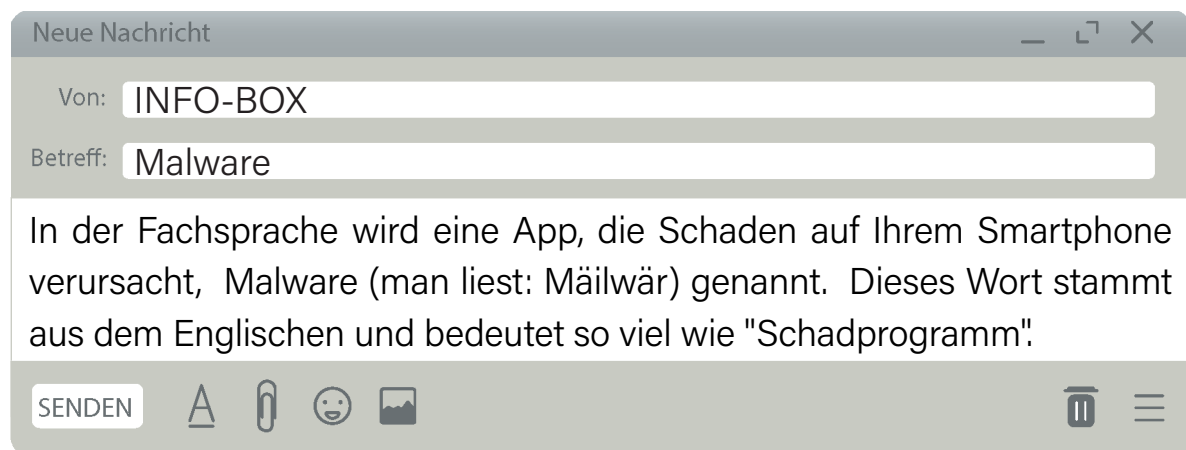 Neue Nachricht
Von: INFO-BOX
Betreff: Malware
In der Fachsprache wird eine App, die Schaden auf Ihrem Smartphone
verursacht, Malware (man liest: Mäilwär) genannt. Dieses Wort stammt
aus dem Englischen und bedeutet so viel wie "Schadprogramm".
SENDEN